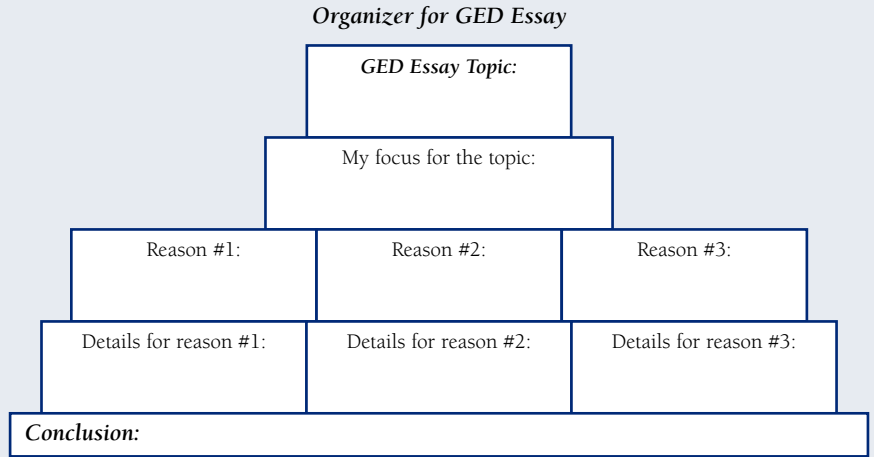 Organizer for GED Essay
GED Essay Topic:
My focus for the topic:
Reason #1:
Reason #2:
Reason #3:
Details for reason #1:
Details for reason #2:
Details for reason #3:
Conclusion: